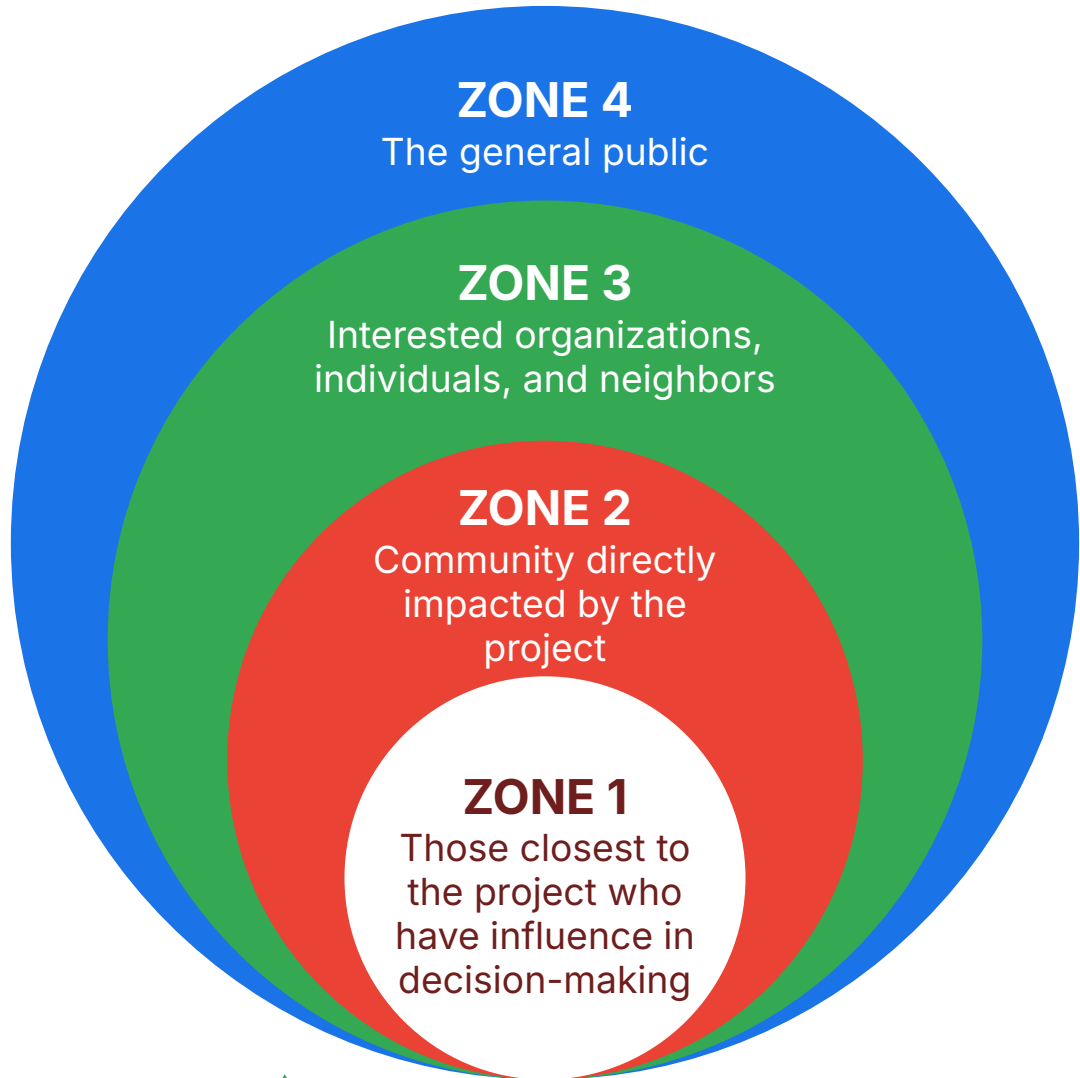 ZONE 4
The general public
ZONE 3
Interested organizations,
individuals, and neighbors
ZONE 2
Community directly
impacted by the
project
ZONE 1
Those closest to
the project who
have influence in
decision-making